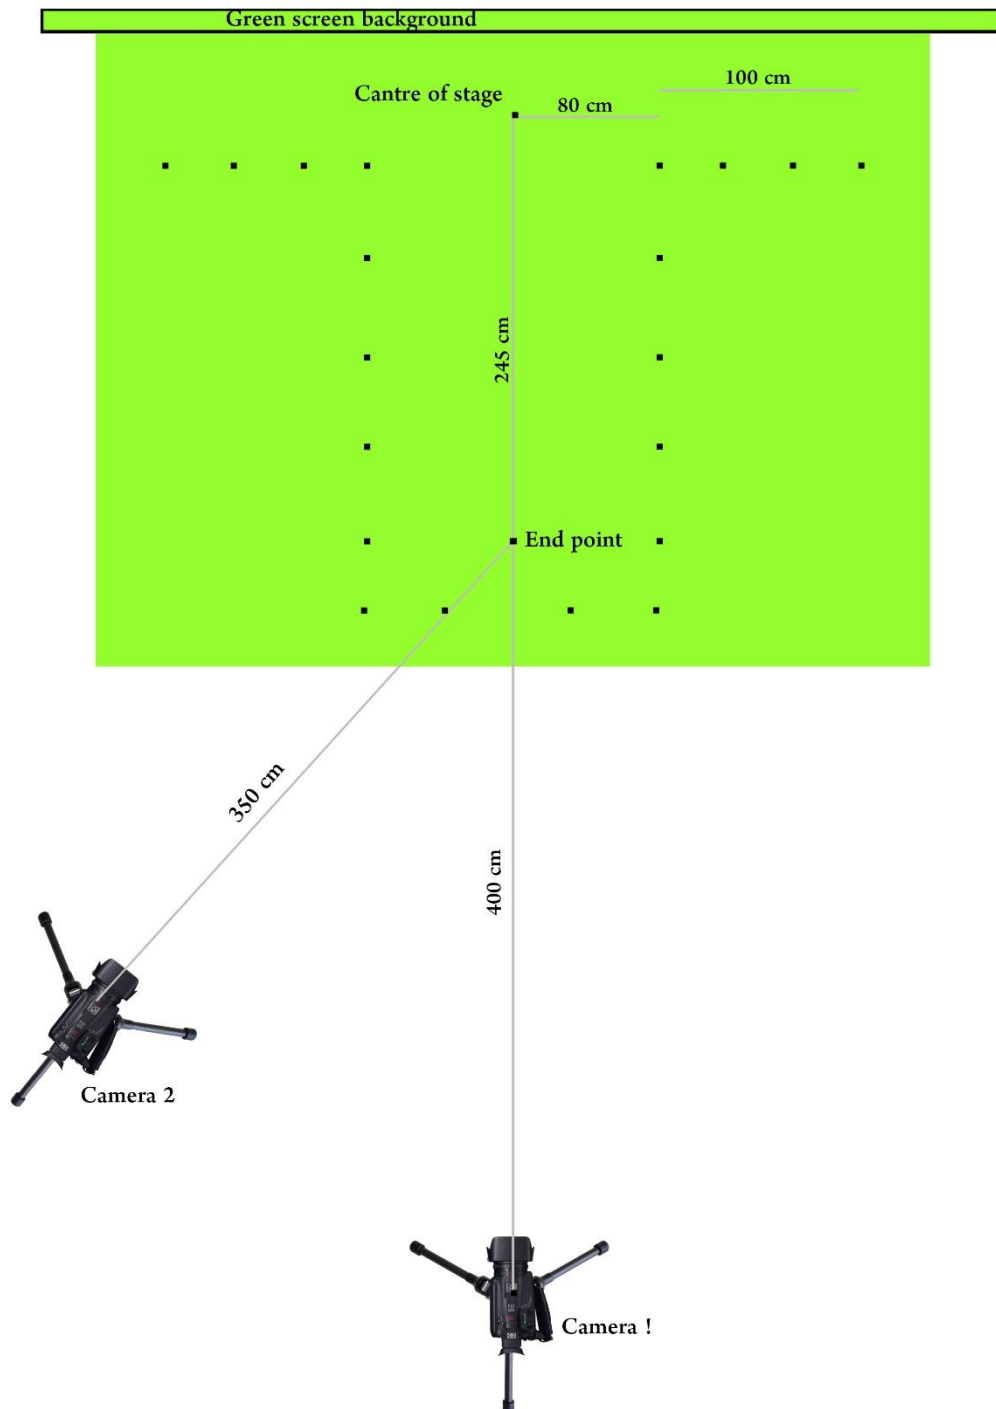 Green screen background
100 cm
Cantre of stage
80 cm
245 cm
End point
350 cm
400 cm
Camera 2
Camera !